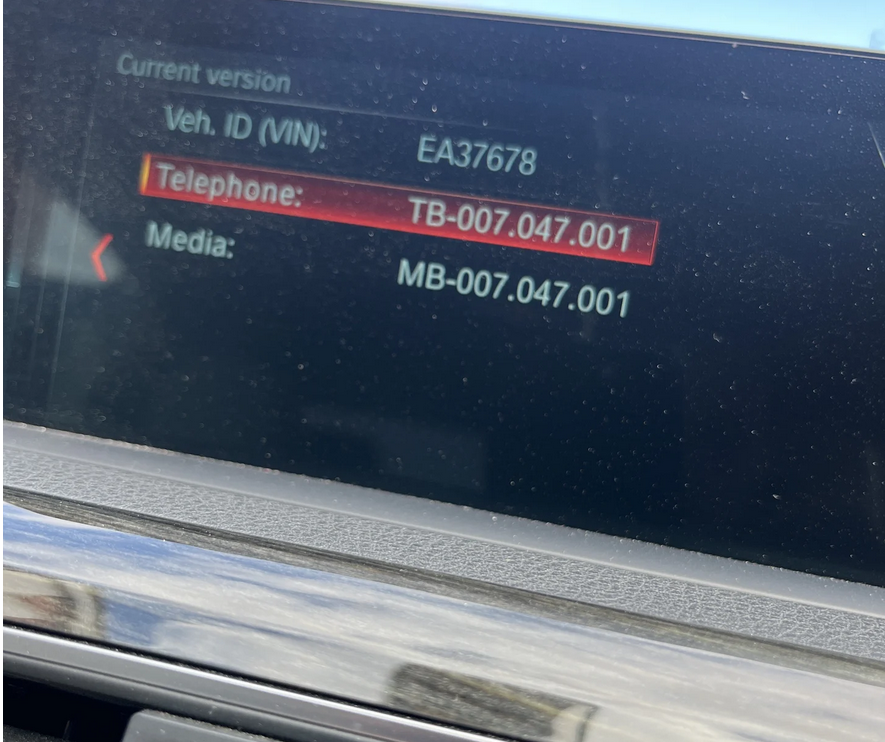 Current version
Veh. ID (VIN): EA37678
Telephone: TB-007.047.001
Media: MB-007.047.001